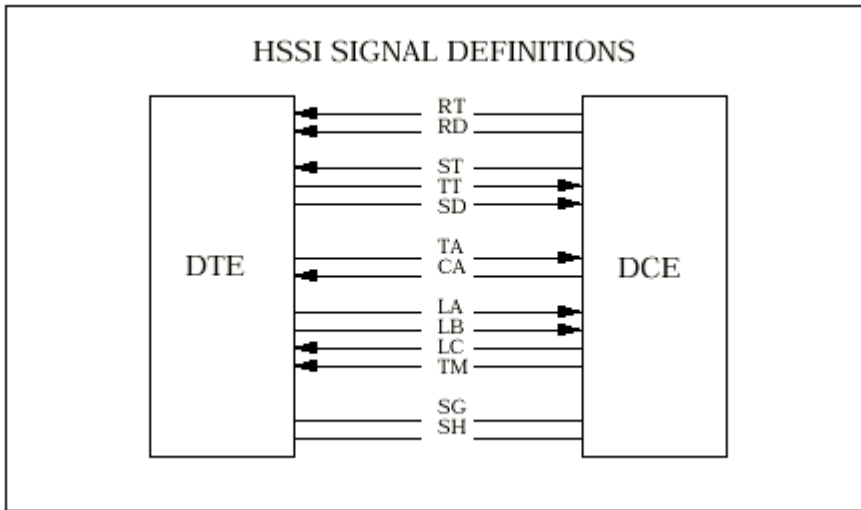 HSSI SIGNAL DEFINITIONS
RT
RD
ST
TT
SD
DTE
TA
CA
DCE
LA
LB
LC
TM
SG
SH